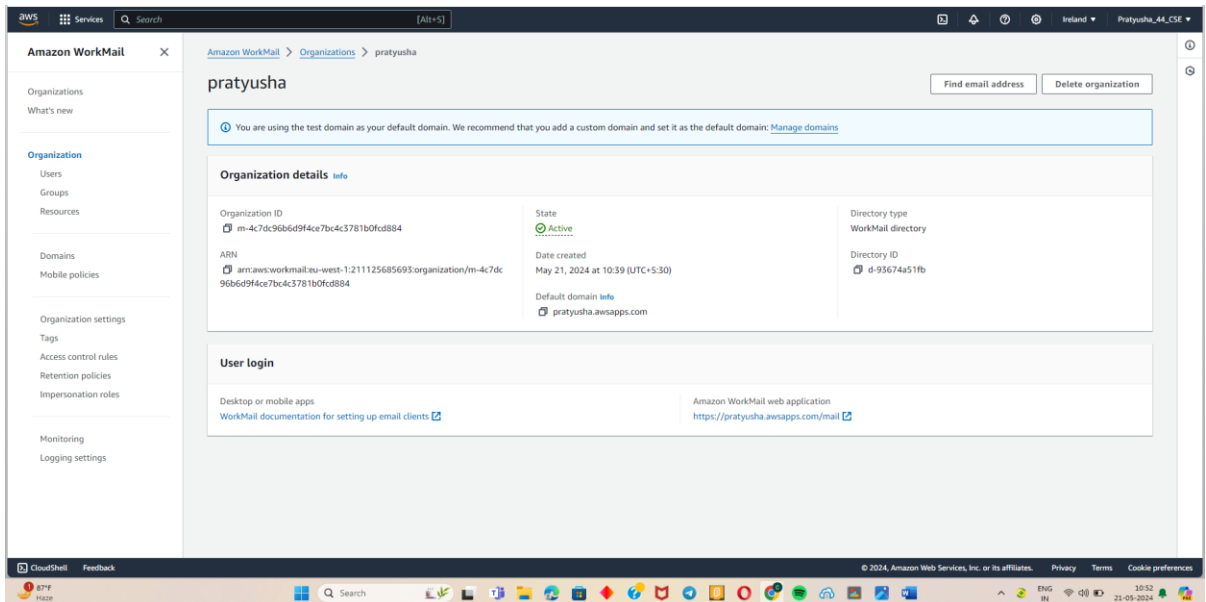 aws
Services
Search
[Alt+S]
Ireland ▼
Pratyusha_44_CSE ▼
Amazon WorkMail
Organizations
What's new
Organization
Users
Groups
Resources
Domains
Mobile policies
Organization settings
Tags
Access control rules
Retention policies
Impersonation roles
Monitoring
Logging settings
Amazon WorkMail > Organizations > pratyusha
pratyusha
Find email address
Delete organization
You are using the test domain as your default domain. We recommend that you add a custom domain and set it as the default domain: Manage domains
Organization details Info
Organization ID
m-4c7dc96b6d9f4ce7bc4c3781b0fcd884
ARN
arn:aws:workmail:eu-west-1:211125685693:organization/m-4c7dc
96b6d9f4ce7bc4c3781b0fcd884
State
Active
Date created
May 21, 2024 at 10:39 (UTC+5:30)
Default domain Info
pratyusha.awsapps.com
Directory type
WorkMail directory
Directory ID
d-93674a51fb
User login
Desktop or mobile apps
WorkMail documentation for setting up email clients
Amazon WorkMail web application
https://pratyusha.awsapps.com/mail
CloudShell
Feedback
© 2024, Amazon Web Services, Inc. or its affiliates.
Privacy
Terms
Cookie preferences
1
87°F
Haze
Search
ENG
IN
10:52
21-05-2024